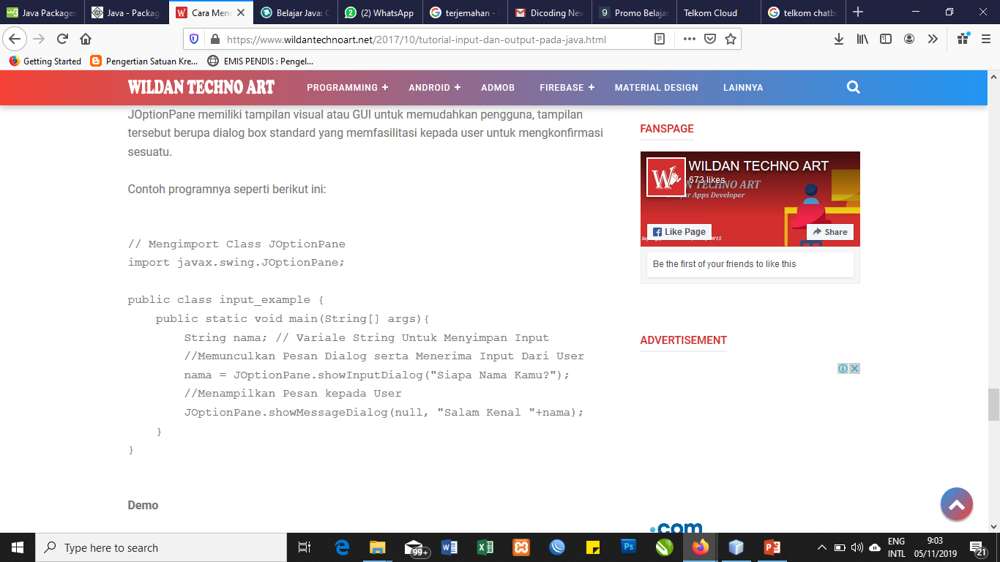 Java Packages
Java - Packag
Cara Menc
Belajar Java: C
(2) WhatsApp
terjemahan -
Dicoding New
Promo Belajar
Telkom Cloud
telkom chatb
https://www.wildantechnoart.net/2017/10/tutorial-input-dan-output-pada-java.html
Getting Started
Pengertian Satuan Kre...
EMIS PENDIS : Pengel...
WILDAN TECHNO ART
PROGRAMMING +
ANDROID +
ADMOB
FIREBASE +
MATERIAL DESIGN
LAINNYA
JOptionPane memiliki tampilan visual atau GUI untuk memudahkan pengguna, tampilan
tersebut berupa dialog box standard yang memfasilitasi kepada user untuk mengkonfirmasi
sesuatu.
Contoh programnya seperti berikut ini:
// Mengimport Class JOptionPane
import javax.swing.JOptionPane;
public class input_example {
public static void main(String[] args){
String nama; // Variale String Untuk Menyimpan Input
//Memunculkan Pesan Dialog serta Menerima Input Dari User
nama = JOptionPane.showInputDialog("Siapa Nama Kamu?");
//Menampilkan Pesan kepada User
JOptionPane.showMessageDialog(null, "Salam Kenal "+nama);
}
}
Demo
FANSPAGE
WILDAN TECHNO ART
673 likes
N TECHNO ART
Apps Developer
Like Page
Share
Be the first of your friends to like this
ADVERTISEMENT
.com
Type here to search
99+
ENG
INTL
9:03
05/11/2019
21